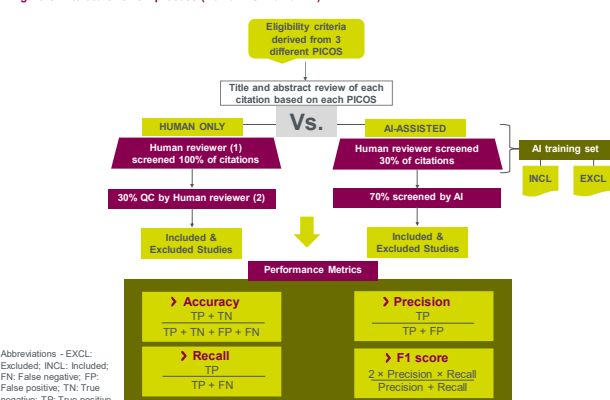 Eligibility criteria
derived from 3
different PICOS
Title and abstract review of each
citation based on each PICOS
HUMAN ONLY
Vs.
AI-ASSISTED
Human reviewer (1)
screened 100% of citations
Human reviewer screened
30% of citations
AI training set
INCL
EXCL
30% QC by Human reviewer (2)
70% screened by AI
Included &
Excluded Studies
Included &
Excluded Studies
Performance Metrics
Accuracy
TP + TN
TP + TN + FP + FN
Precision
TP
TP + FP
Recall
TP
TP + FN
F1 score
2 × Precision × Recall
Precision + Recall
Abbreviations - EXCL:
Excluded; INCL: Included;
FN: False negative; FP:
False positive; TN: True
negative; TP: True positive